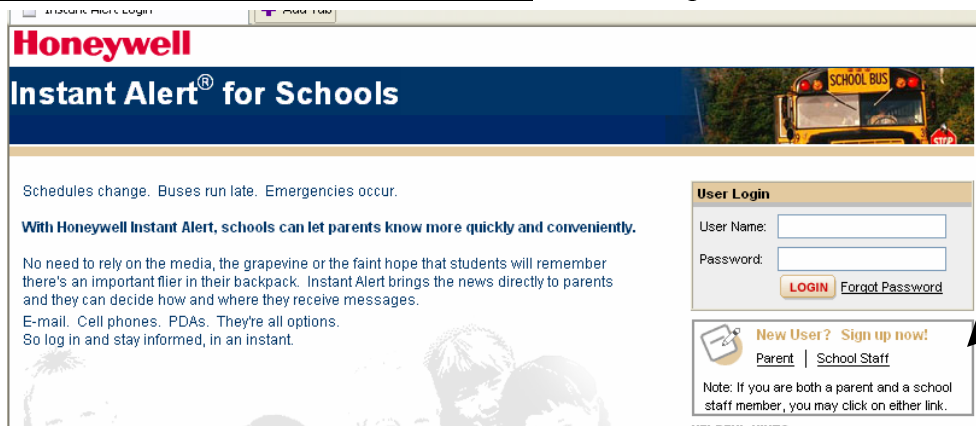 Instant Alert Login
Add Tab
Honeywell
Instant Alert® for Schools
SCHOOL BUS
STOP
Schedules change. Buses run late. Emergencies occur.
With Honeywell Instant Alert, schools can let parents know more quickly and conveniently.
No need to rely on the media, the grapevine or the faint hope that students will remember
there's an important flier in their backpack. Instant Alert brings the news directly to parents
and they can decide how and where they receive messages.
E-mail. Cell phones. PDAs. They're all options.
So log in and stay informed, in an instant.
User Login
User Name:
Password:
LOGIN Forgot Password
New User? Sign up now!
Parent | School Staff
Note: If you are both a parent and a school
staff member, you may click on either link.